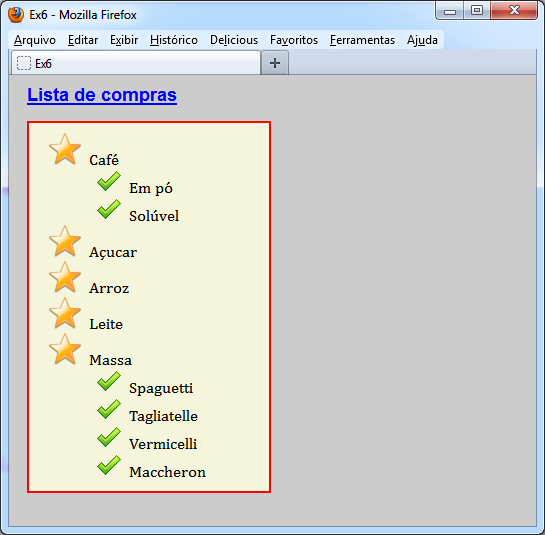 Ex6 - Mozilla Firefox
Arquivo Editar Exibir Histórico Delicious Favoritos Ferramentas Ajuda
Ex6
Lista de compras
Café
Em pó
Solúvel
Açucar
Arroz
Leite
Massa
Spaguetti
Tagliatelle
Vermicelli
Maccheron